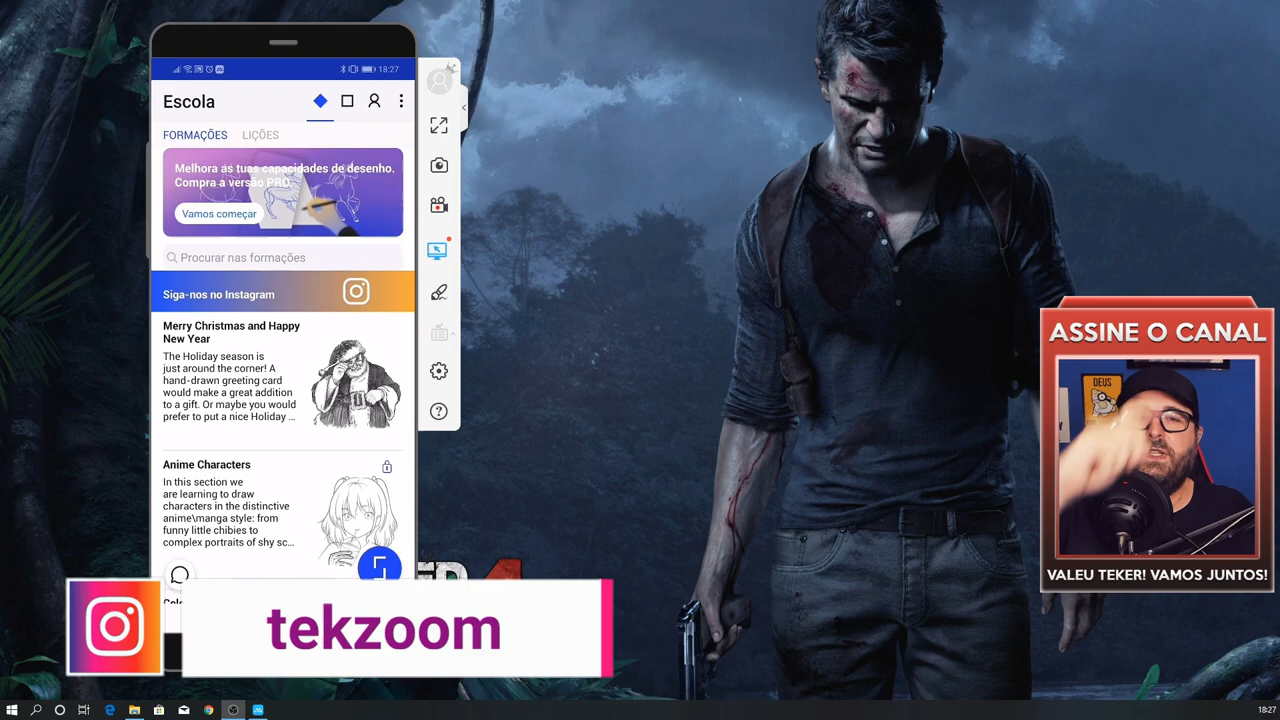 18:27
Escola
FORMAÇÕES LIÇÕES
Melhora as tuas capacidades de desenho.
Compra a versão PRO.
Vamos começar
Procurar nas formações
Siga-nos no Instagram
Merry Christmas and Happy
New Year
The Holiday season is
just around the corner! A
hand-drawn greeting card
would make a great addition
to a gift. Or maybe you would
prefer to put a nice Holiday ...
Anime Characters
In this section we
are learning to draw
characters in the distinctive
anime\manga style: from
funny little chibies to
complex portraits of shy sc...
tekzoom
ASSINE O CANAL
DEUS
VALEU TEKER! VAMOS JUNTOS!
18:27